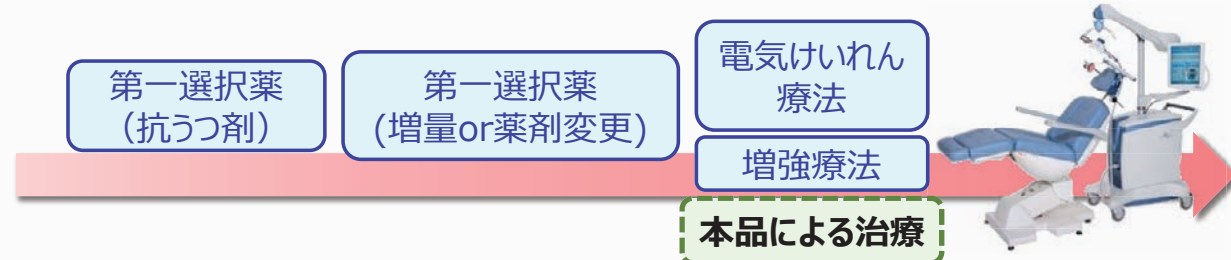 第一選択薬
（抗うつ剤）
第一選択薬
(増量or薬剤変更)
電気けいれん
療法
増強療法
本品による治療